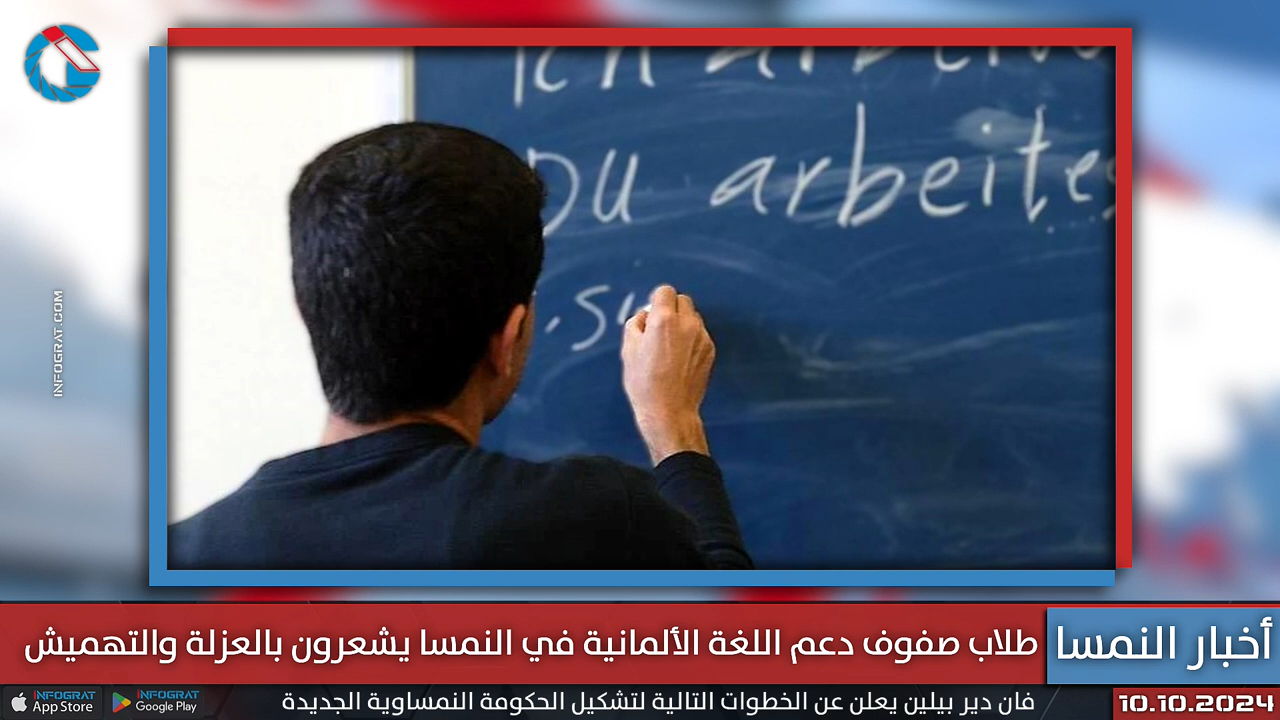 Ich
Du arbeites
INFOGRAT.COM
أخبار النمسا
طلاب صفوف دعم اللغة الألمانية في النمسا يشعرون بالعزلة والتهميش
10.10.2024
فان دير بيلين يعلن عن الخطوات التالية لتشكيل الحكومة النمساوية الجديدة
INFOGRAT
App Store
INFOGRAT
Google Play